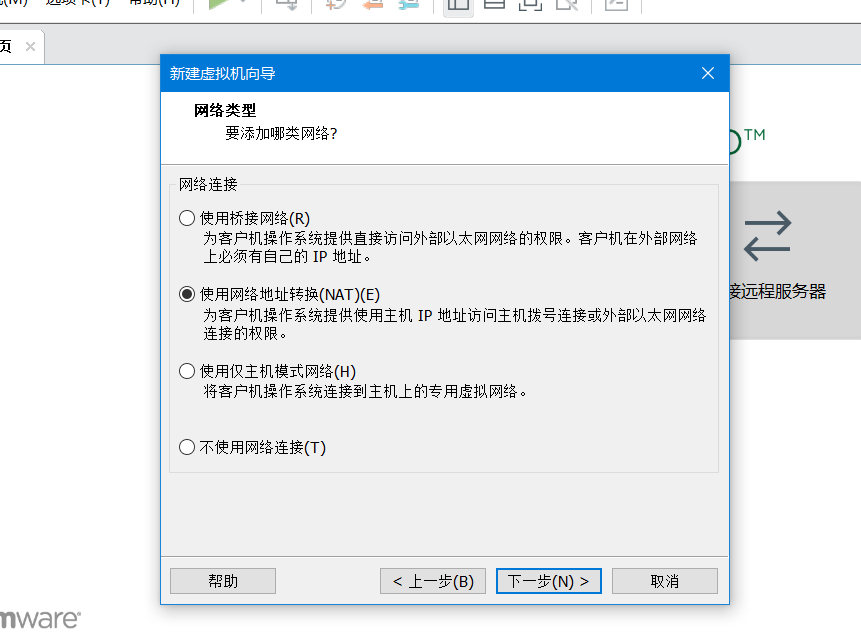 选项卡(T) 帮助(H)
页
新建虚拟机向导
网络类型
要添加哪类网络?
TM
网络连接
使用桥接网络(R)
为客户机操作系统提供直接访问外部以太网网络的权限。客户机在外部网络
上必须有自己的 IP 地址。
使用网络地址转换(NAT)(E)
为客户机操作系统提供使用主机 IP 地址访问主机拨号连接或外部以太网网络
连接的权限。
接远程服务器
使用仅主机模式网络(H)
将客户机操作系统连接到主机上的专用虚拟网络。
不使用网络连接(T)
帮助
< 上一步(B)
下一步(N) >
取消
mware